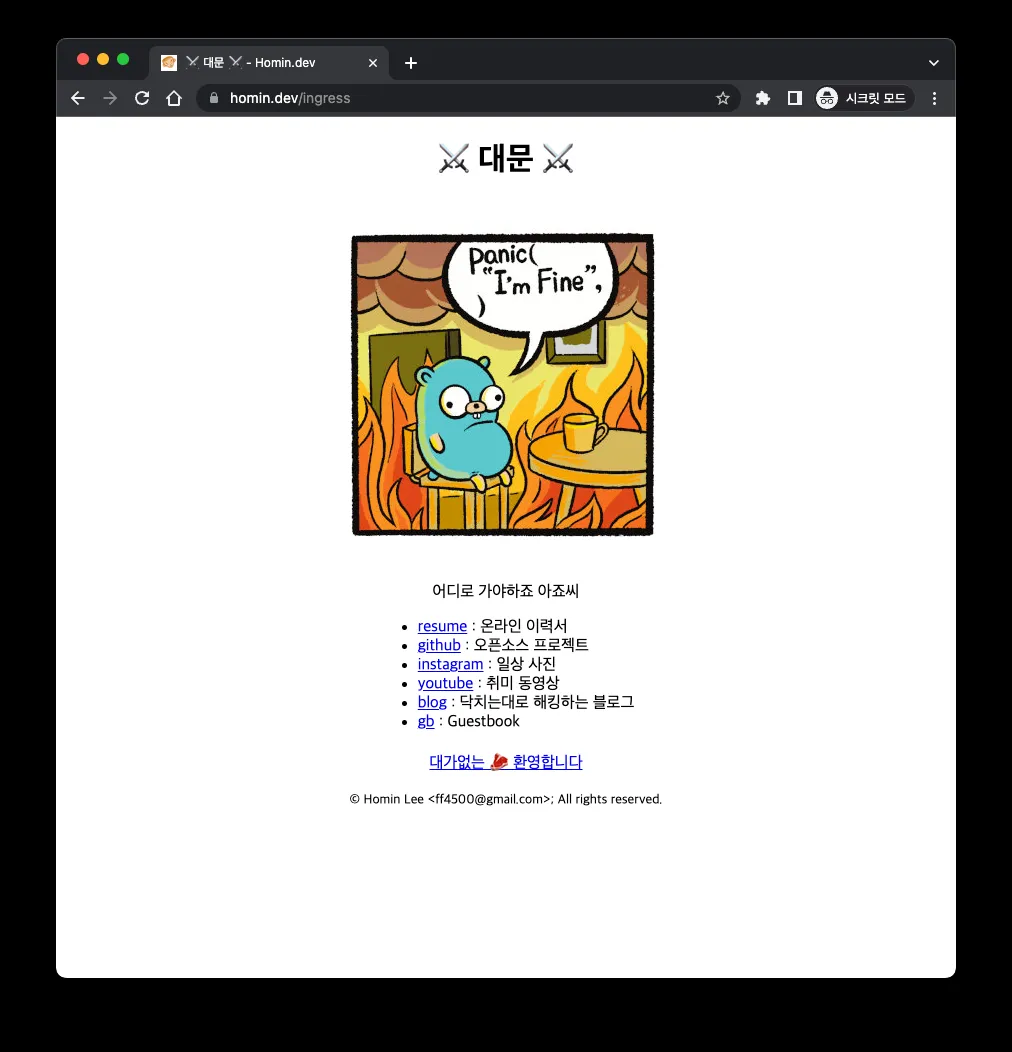 ⚔️ 대문 ⚔️ - Homin.dev
homin.dev/ingress
시크릿 모드
⚔️ 대문 ⚔️
panic(
"I'm Fine",
)
어디로 가야하죠 아죠씨
resume : 온라인 이력서
github : 오픈소스 프로젝트
instagram : 일상 사진
youtube : 취미 동영상
blog : 닥치는대로 해킹하는 블로그
gb : Guestbook
대가없는 🥩 환영합니다
© Homin Lee <ff4500@gmail.com>; All rights reserved.